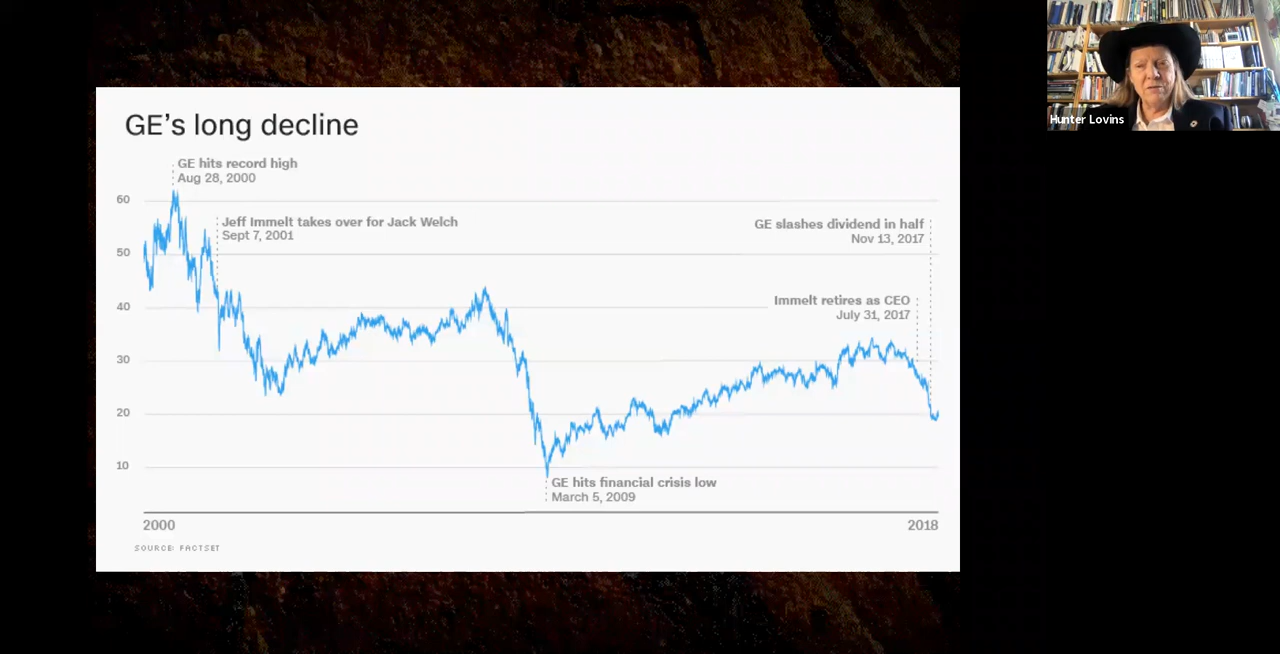 GE's long decline
GE hits record high
Aug 28, 2000
60
Jeff Immelt takes over for Jack Welch
Sept 7, 2001
GE slashes dividend in half
Nov 13, 2017
50
Immelt retires as CEO
July 31, 2017
40
30
20
10
GE hits financial crisis low
March 5, 2009
2000
2018
SOURCE: FACTSET
Hunter Lovins